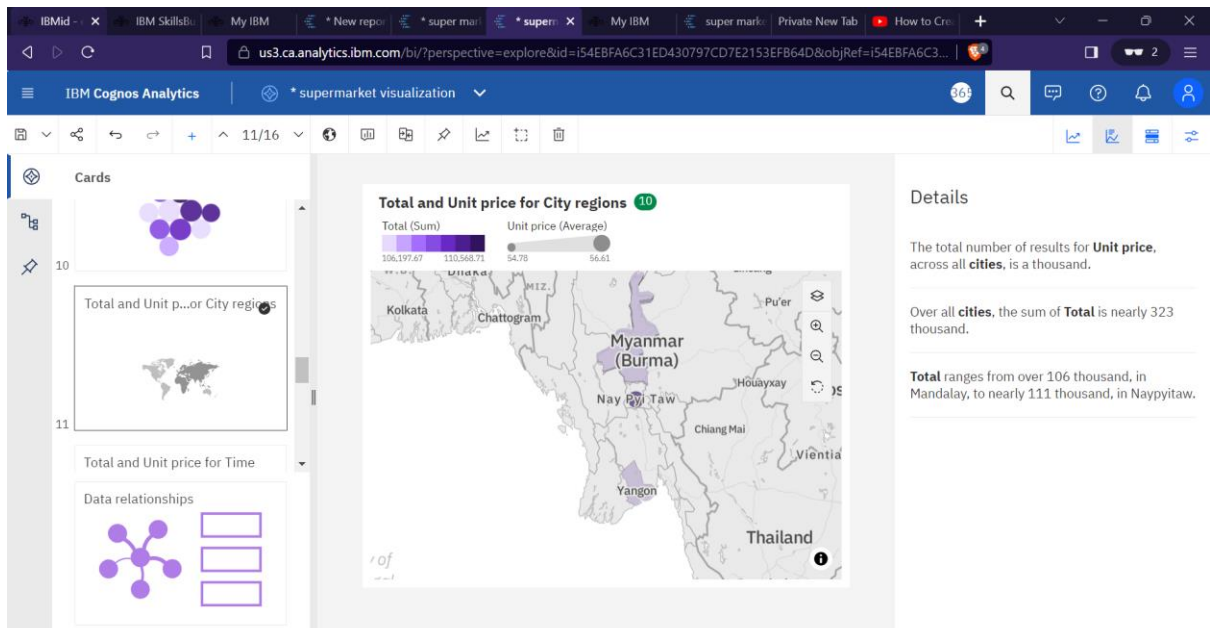 IBMid -
IBM SkillsBu
My IBM
* New repor
* super mar
* superm
My IBM
super marke
Private New Tab
How to Crea
us3.ca.analytics.ibm.com/bi/?perspective=explore&id=i54EBFA6C31ED430797CD7E2153EFB64D&objRef=i54EBFA6C3...
2
IBM Cognos Analytics
* supermarket visualization
365
11/16
Cards
10
Total and Unit p...or City regions
11
Total and Unit price for Time
Data relationships
Total and Unit price for City regions 10
Total (Sum)
Unit price (Average)
106,197.67 110,568.71
54.78 56.61
Dhaka
MIZ.
Kolkata
Chattogram
Pu'er
Myanmar
(Burma)
Nay Pyi Taw
Houayxay
Chiang Mai
Vientia
Yangon
Thailand
of
Details
The total number of results for Unit price,
across all cities, is a thousand.
Over all cities, the sum of Total is nearly 323
thousand.
Total ranges from over 106 thousand, in
Mandalay, to nearly 111 thousand, in Naypyitaw.